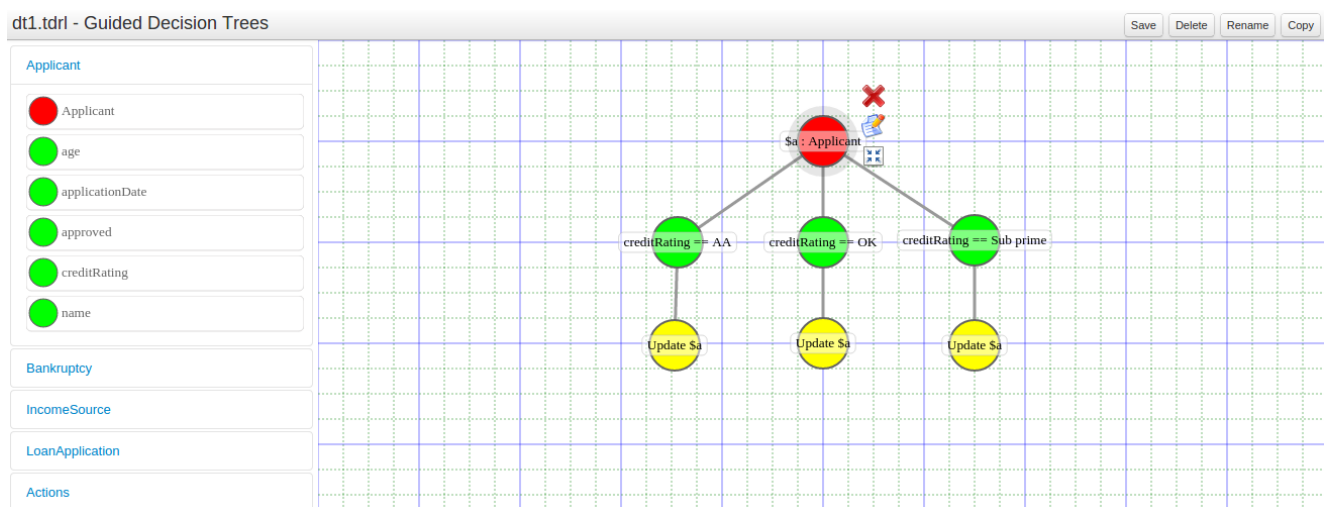 dt1.tdrl - Guided Decision Trees
Save
Delete
Rename
Copy
Applicant
Applicant
age
applicationDate
approved
creditRating
name
Bankruptcy
IncomeSource
LoanApplication
Actions
$a : Applicant
creditRating == AA
creditRating == OK
creditRating == Sub prime
Update $a
Update $a
Update $a